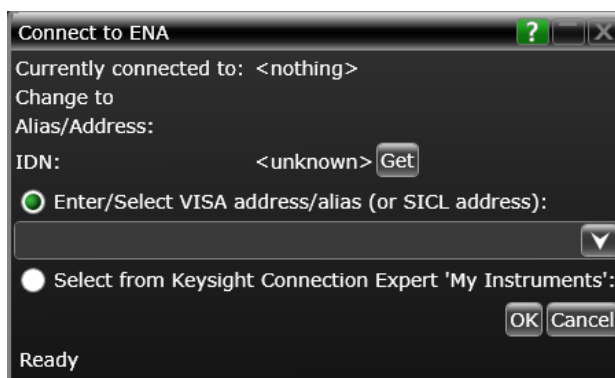 Connect to ENA ?
Currently connected to: <nothing>
Change to
Alias/Address:
IDN: <unknown> Get
Enter/Select VISA address/alias (or SICL address):
Select from Keysight Connection Expert 'My Instruments':
OK Cancel
Ready